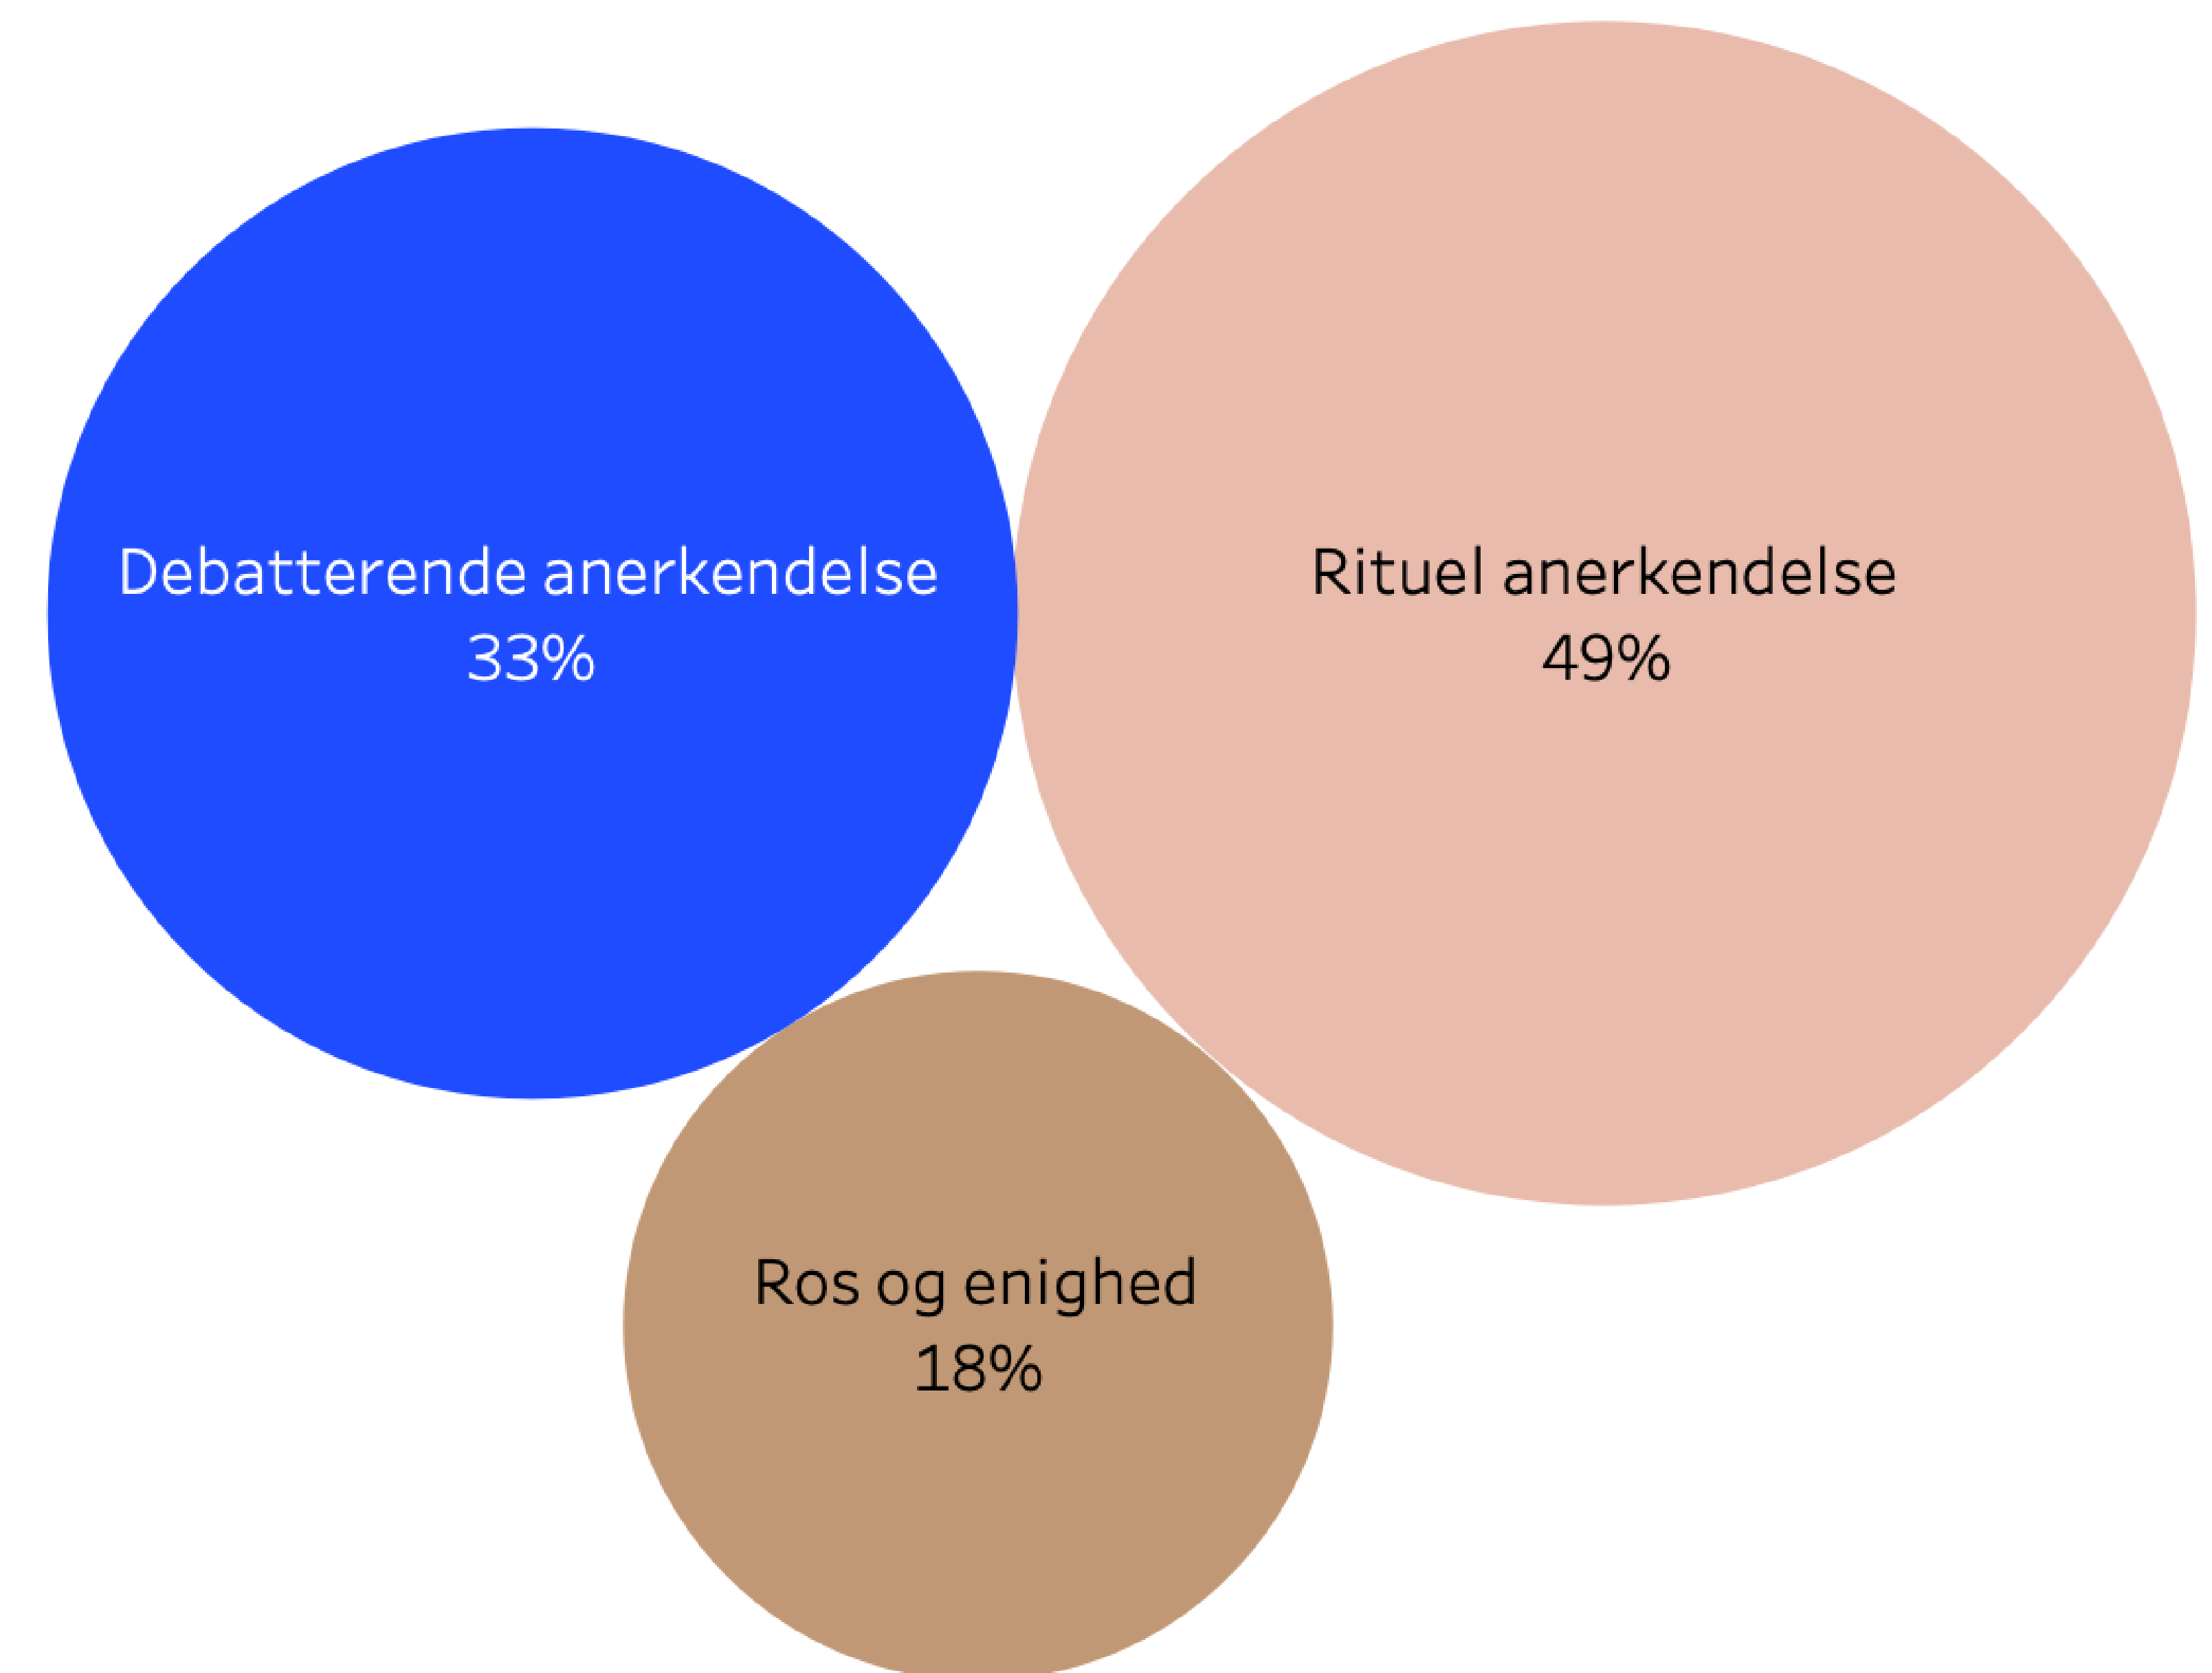 Debatterende anerkendelse
33%
Rituel anerkendelse
49%
Ros og enighed
18%